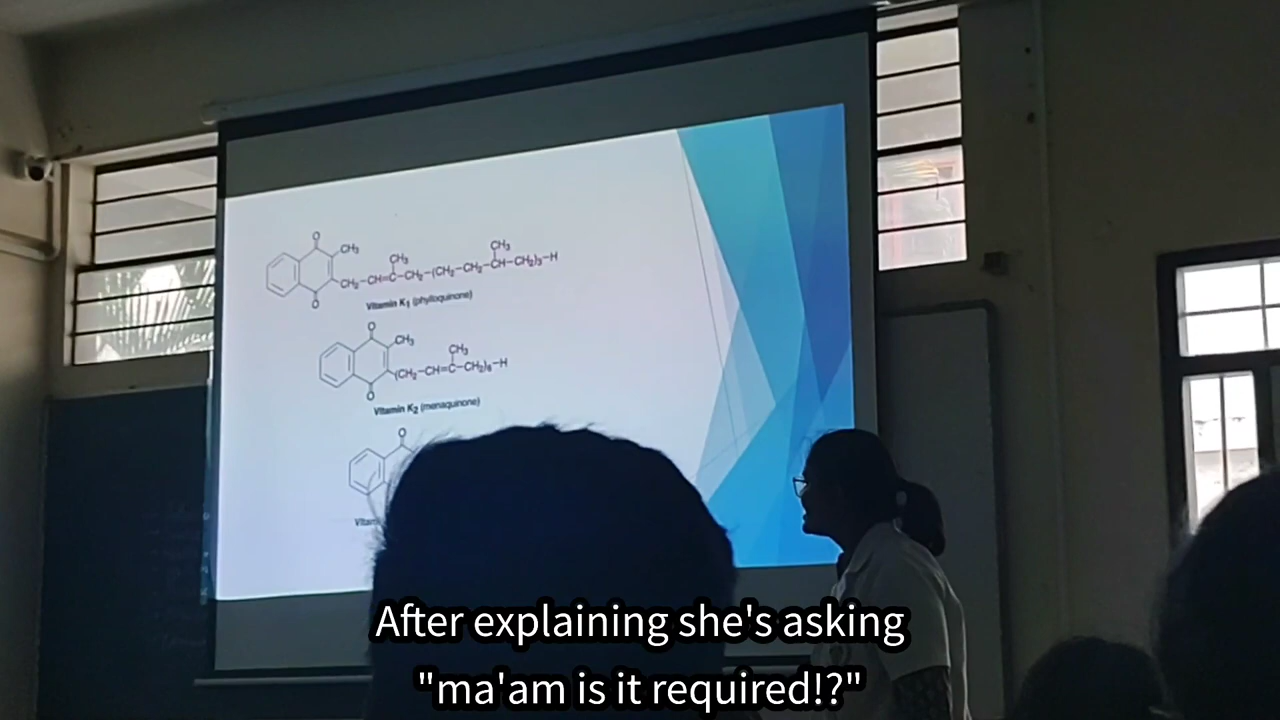 O
CH₃
CH₃
CH₃
CH₂-CH=C-CH₂-(CH₂-CH₂-CH-CH₂)₃-H
O
Vitamin K₁ (phylloquinone)
O
CH₃
CH₃
(CH₂-CH=C-CH₂)₆-H
O
Vitamin K₂ (menaquinone)
O
After explaining she's asking
"ma'am is it required!?"